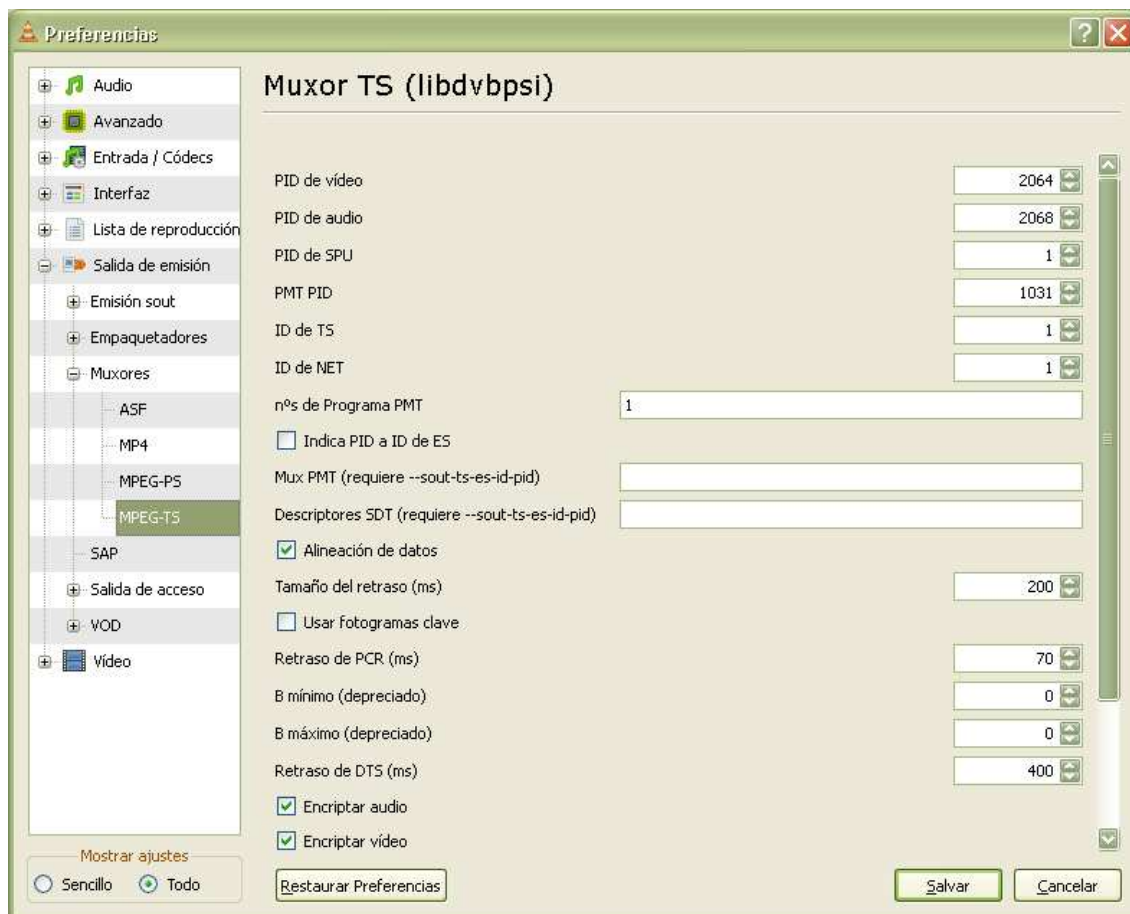 Preferencias
Audio
Avanzado
Entrada / Códecs
Interfaz
Lista de reproducción
Salida de emisión
Emisión sout
Empaquetadores
Muxores
ASF
MP4
MPEG-PS
MPEG-TS
SAP
Salida de acceso
VOD
Vídeo
Mostrar ajustes
Sencillo Todo
Muxor TS (libdvbpsi)
PID de vídeo 2064
PID de audio 2068
PID de SPU 1
PMT PID 1031
ID de TS 1
ID de NET 1
nºs de Programa PMT 1
Indica PID a ID de ES
Mux PMT (requiere --sout-ts-es-id-pid)
Descriptores SDT (requiere --sout-ts-es-id-pid)
Alineación de datos
Tamaño del retraso (ms) 200
Usar fotogramas clave
Retraso de PCR (ms) 70
B mínimo (depreciado) 0
B máximo (depreciado) 0
Retraso de DTS (ms) 400
Encriptar audio
Encriptar vídeo
Restaurar Preferencias Salvar Cancelar